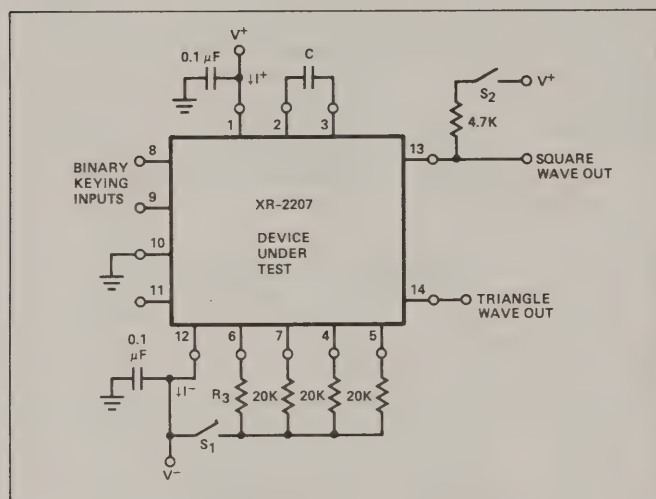 V+
0.1 μF
↓I+
C
1
2
3
S2
V+
4.7K
8
BINARY
KEYING
INPUTS
9
10
11
XR-2207
DEVICE
UNDER
TEST
13
SQUARE
WAVE OUT
14
TRIANGLE
WAVE OUT
12
6
7
4
5
0.1
μF
↓I−
R3
20K
20K
20K
S1
V−